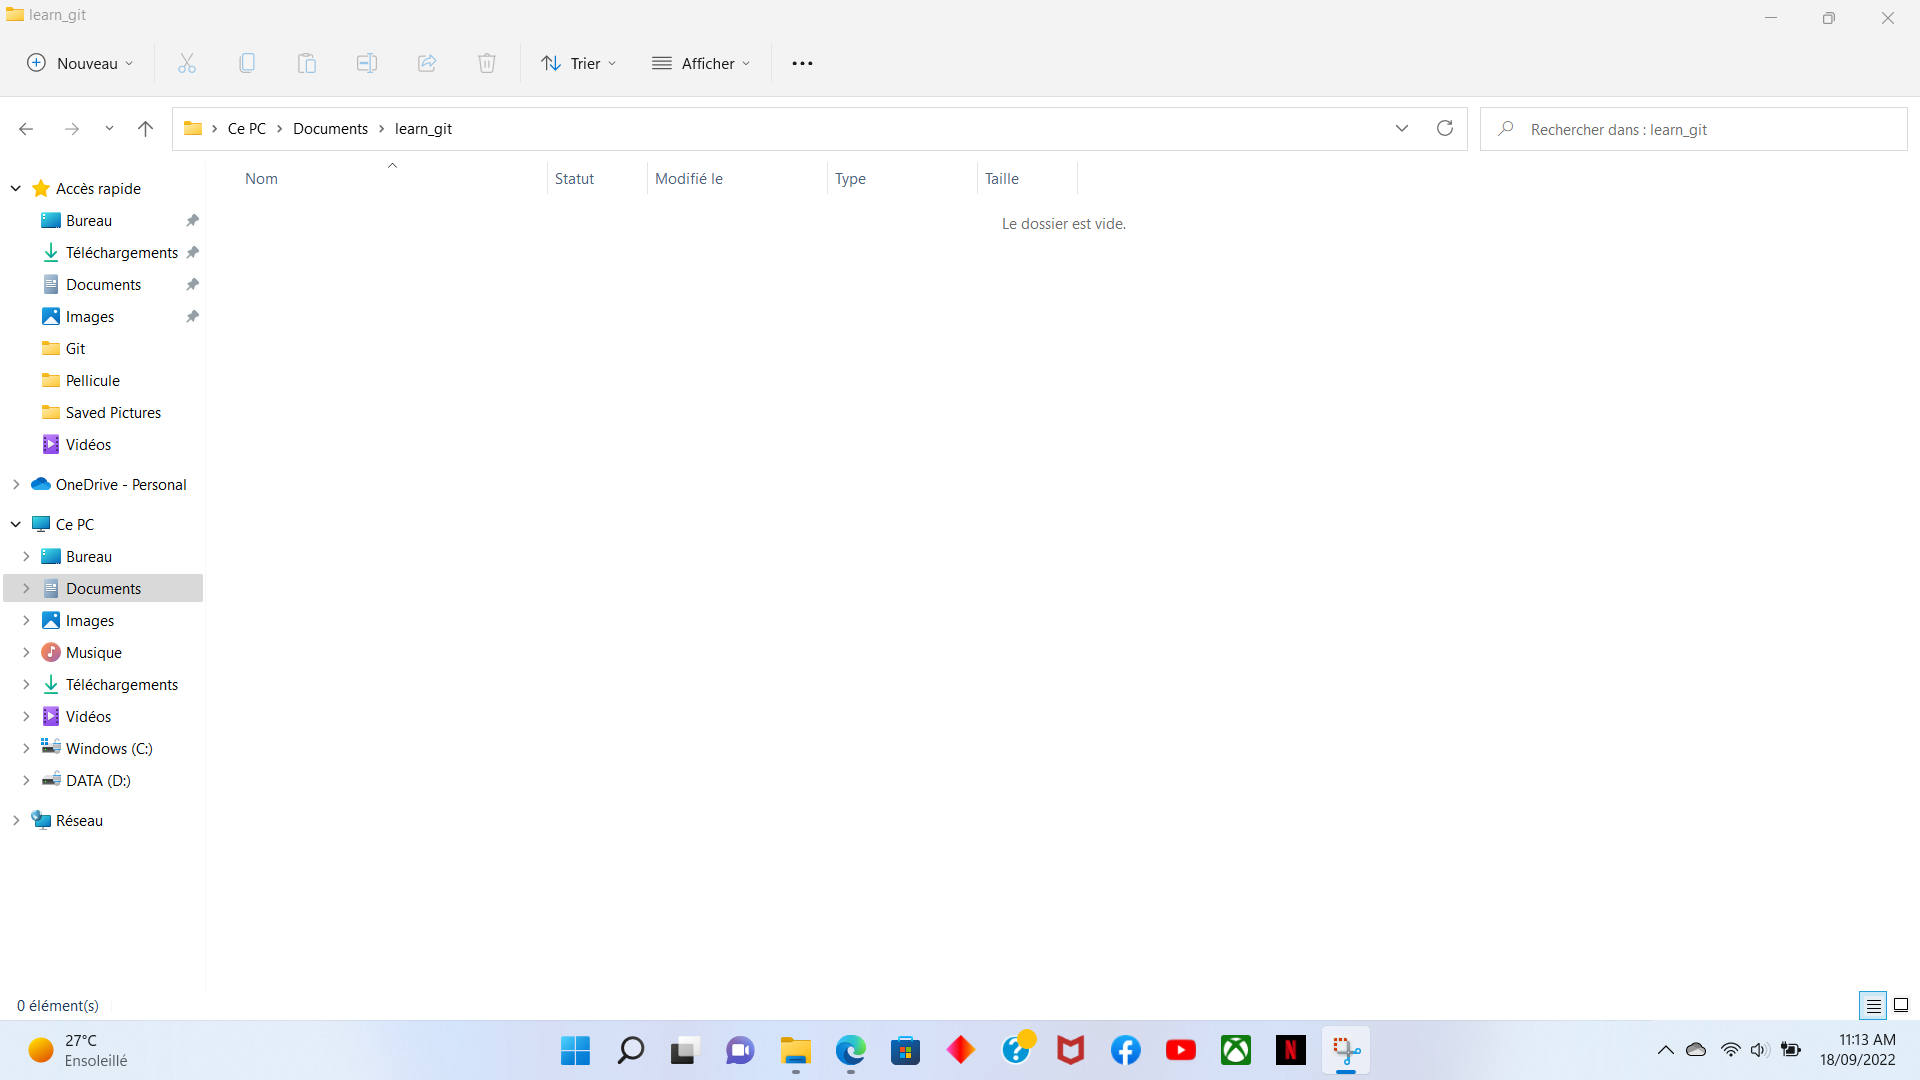 learn_git
Nouveau
Trier
Afficher
Ce PC
Documents
learn_git
Rechercher dans : learn_git
Nom
Statut
Modifié le
Type
Taille
Le dossier est vide.
Accès rapide
Bureau
Téléchargements
Documents
Images
Git
Pellicule
Saved Pictures
Vidéos
OneDrive - Personal
Ce PC
Bureau
Documents
Images
Musique
Téléchargements
Vidéos
Windows (C:)
DATA (D:)
Réseau
0 élément(s)
27°C
Ensoleillé
11:13 AM
18/09/2022